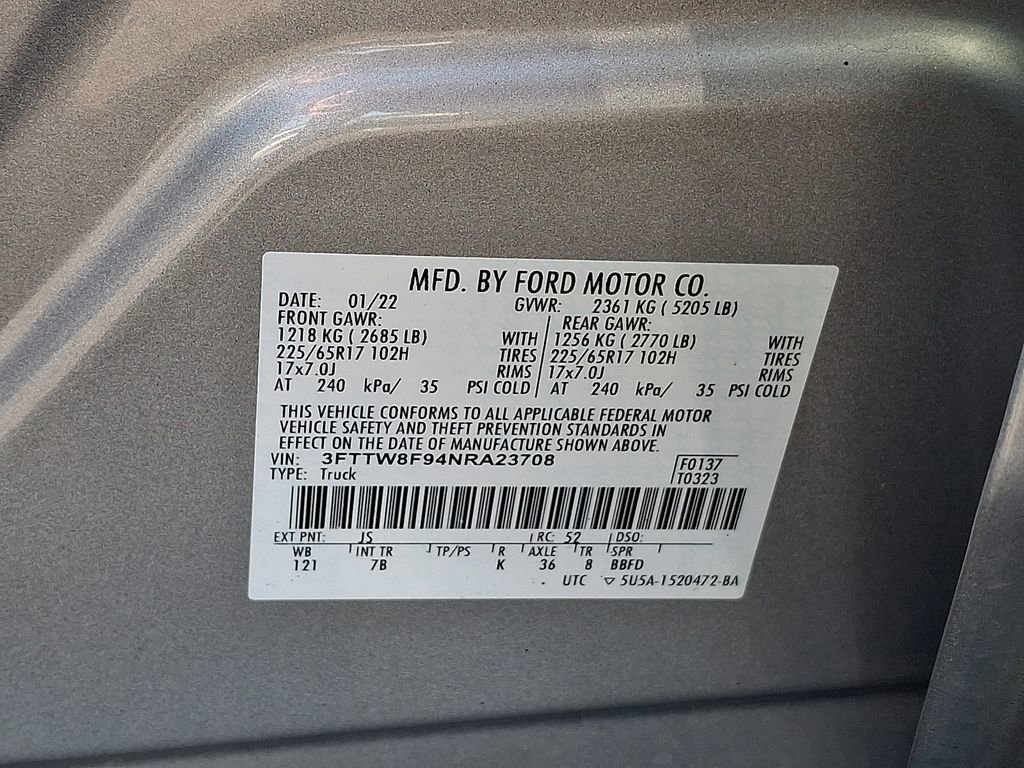 MFD. BY FORD MOTOR CO.
DATE: 01/22 GVWR: 2361 KG ( 5205 LB)
FRONT GAWR: REAR GAWR:
1218 KG ( 2685 LB) WITH 1256 KG ( 2770 LB) WITH
225/65R17 102H TIRES 225/65R17 102H TIRES
17x7.0J RIMS 17x7.0J RIMS
AT 240 kPa/ 35 PSI COLD AT 240 kPa/ 35 PSI COLD
THIS VEHICLE CONFORMS TO ALL APPLICABLE FEDERAL MOTOR
VEHICLE SAFETY AND THEFT PREVENTION STANDARDS IN
EFFECT ON THE DATE OF MANUFACTURE SHOWN ABOVE.
VIN: 3FTTW8F94NRA23708 F0137
TYPE: Truck T0323
EXT PNT: JS RC: 52 DSO:
WB INT TR TP/PS R AXLE TR SPR
121 7B K 36 8 BBFD
UTC ▽ 5U5A-1520472-BA